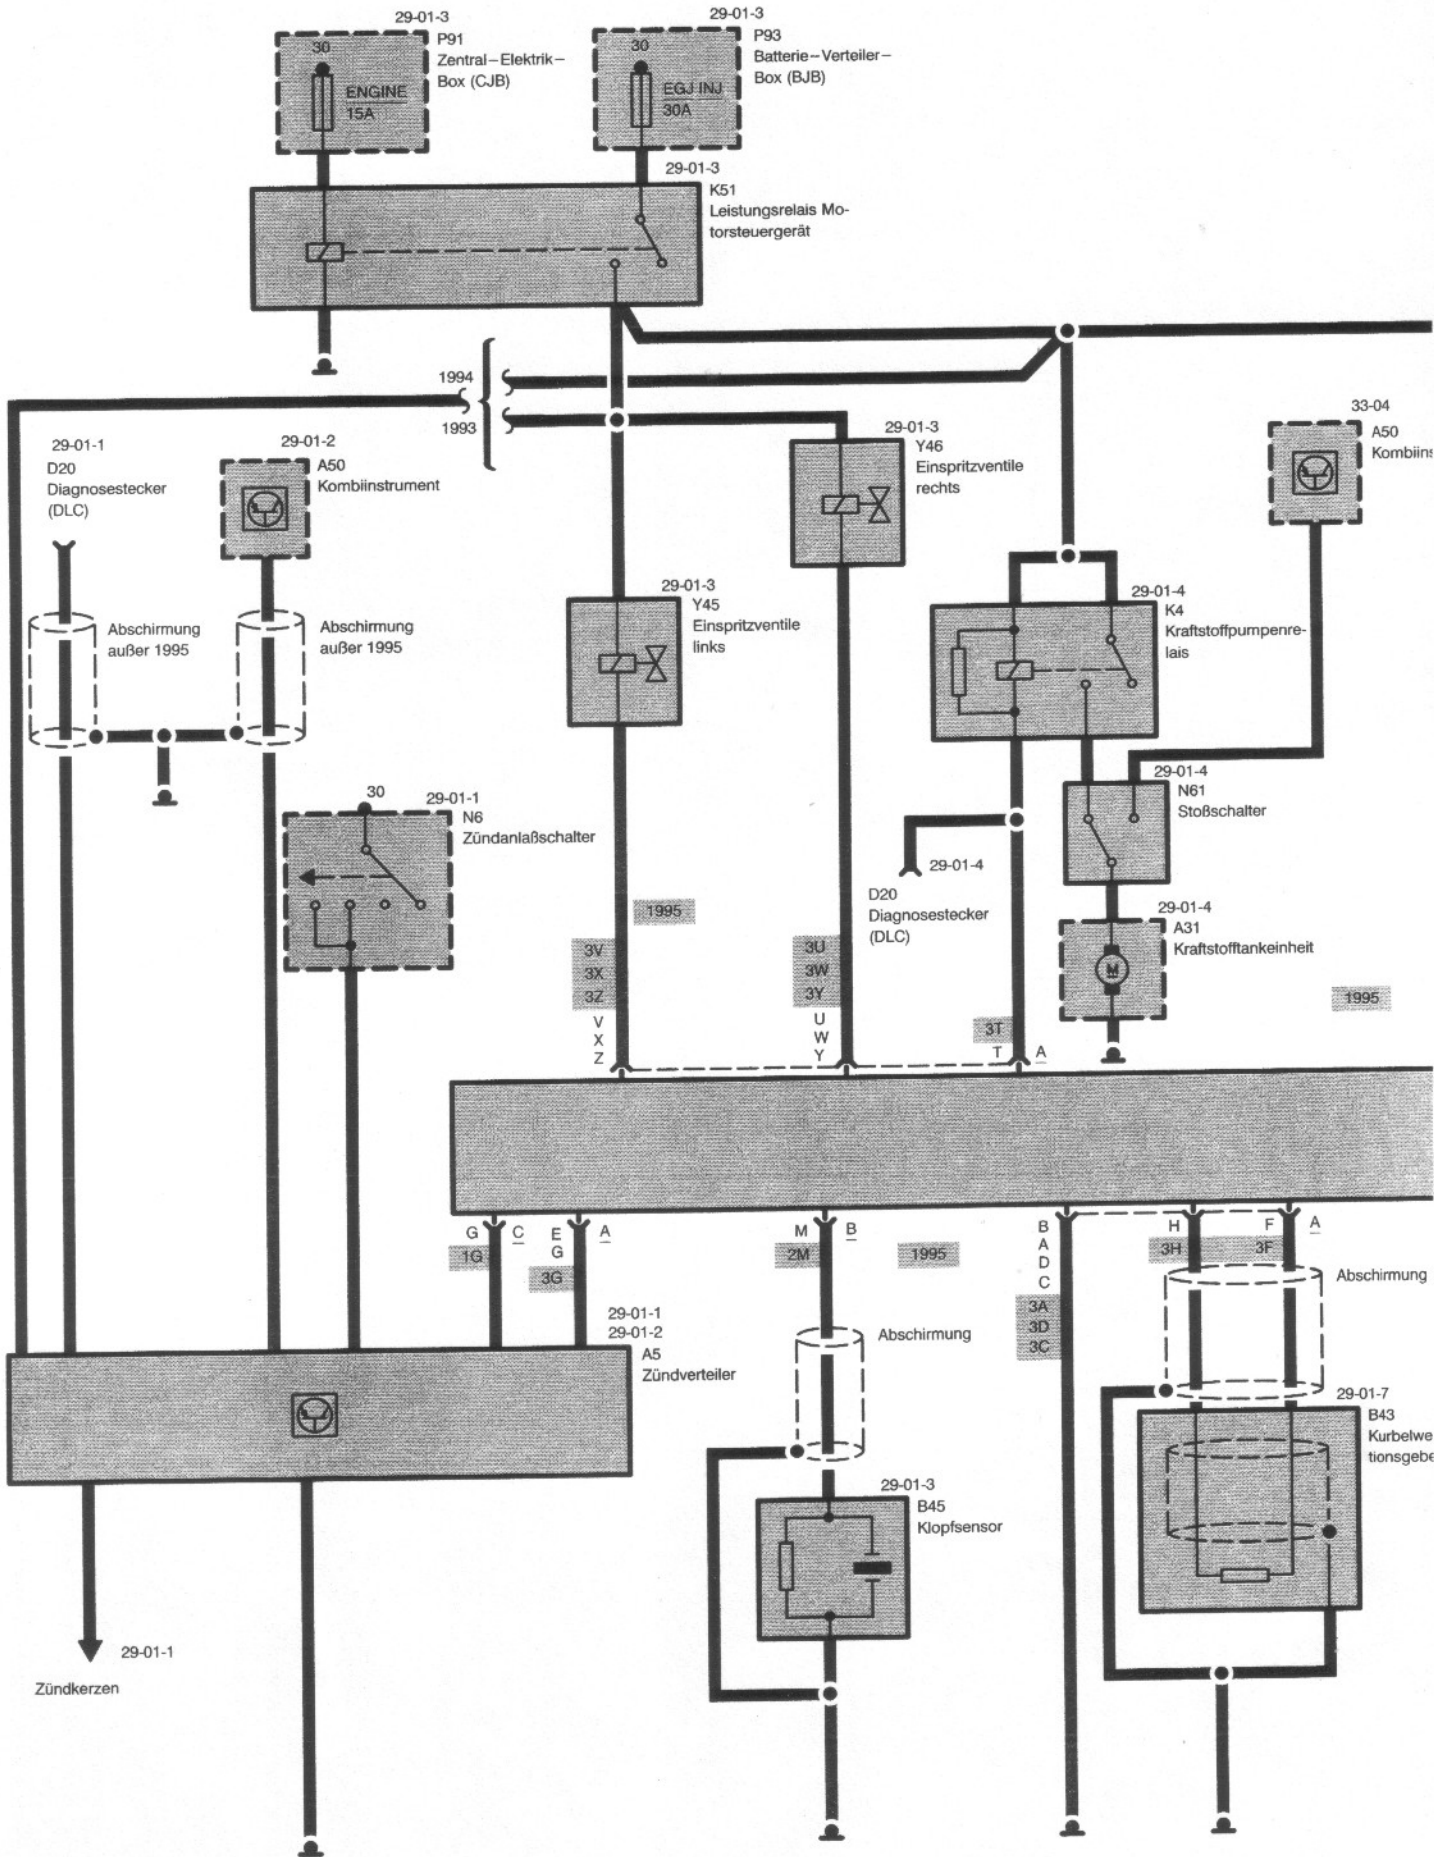 29-01-3
P91
Zentral-Elektrik-
Box (CJB)
30
ENGINE
15A
29-01-3
P93
Batterie-Verteiler-
Box (BJB)
30
EGJ INJ
30A
29-01-3
K51
Leistungsrelais Mo-
torsteuergerät
1994
1993
29-01-1
D20
Diagnosestecker
(DLC)
29-01-2
A50
Kombiinstrument
29-01-3
Y46
Einspritzventile
rechts
33-04
A50
Kombiins
Abschirmung
außer 1995
Abschirmung
außer 1995
29-01-3
Y45
Einspritzventile
links
29-01-4
K4
Kraftstoffpumpenre-
lais
30
29-01-1
N6
Zündanlaßschalter
29-01-4
N61
Stoßschalter
29-01-4
D20
Diagnosestecker
(DLC)
29-01-4
A31
Kraftstofftankeinheit
M
1995
3V
3X
3Z
V
X
Z
3U
3W
3Y
U
W
Y
3T
T
A
1995
G
C
1G
E
G
A
3G
M
B
2M
1995
B
A
D
C
3A
3D
3C
H
3H
F
A
3F
Abschirmung
29-01-1
29-01-2
A5
Zündverteiler
Abschirmung
29-01-7
B43
Kurbelwe
tionsgebe
29-01-3
B45
Klopfsensor
29-01-1
Zündkerzen